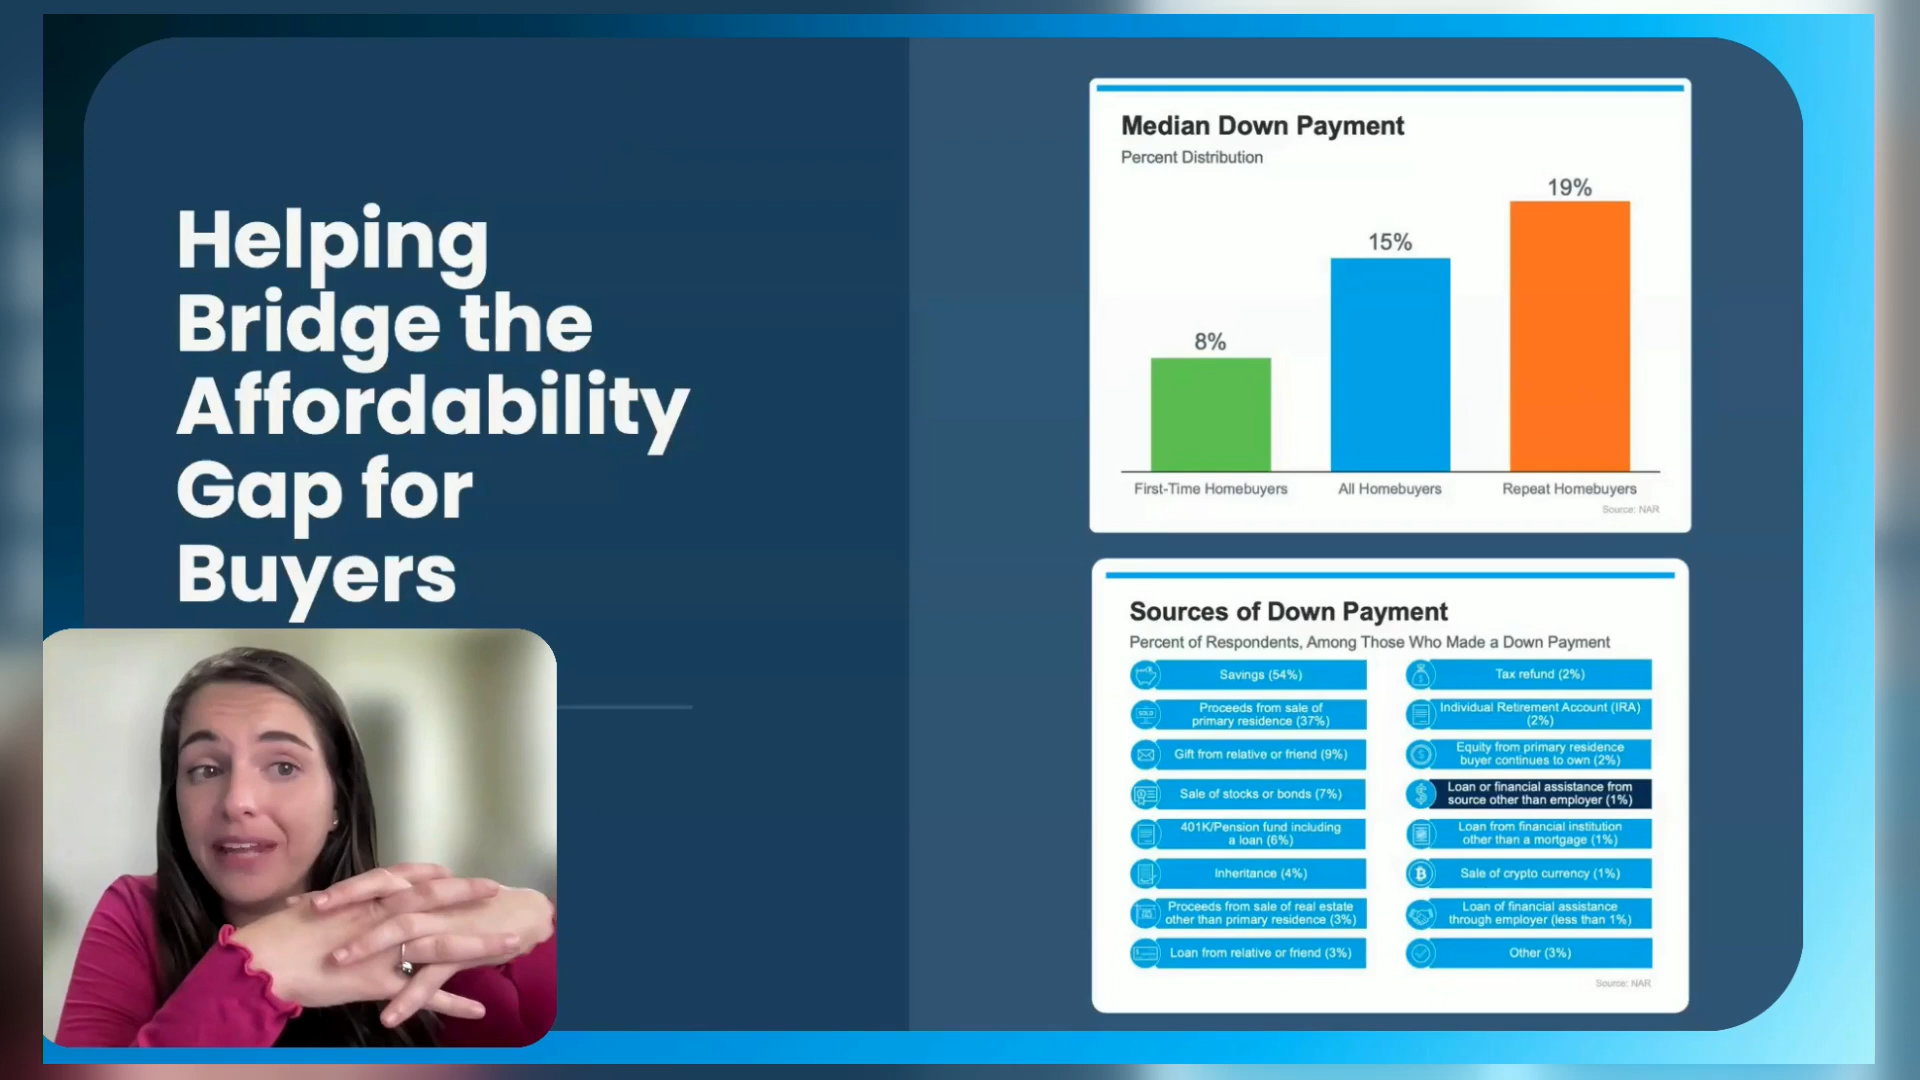 Helping
Bridge the
Affordability
Gap for
Buyers
Median Down Payment
Percent Distribution
8%
15%
19%
First-Time Homebuyers
All Homebuyers
Repeat Homebuyers
Source: NAR
Sources of Down Payment
Percent of Respondents, Among Those Who Made a Down Payment
Savings (54%)
Proceeds from sale of
primary residence (37%)
Gift from relative or friend (9%)
Sale of stocks or bonds (7%)
401K/Pension fund including
a loan (6%)
Inheritance (4%)
Proceeds from sale of real estate
other than primary residence (3%)
Loan from relative or friend (3%)
Tax refund (2%)
Individual Retirement Account (IRA)
(2%)
Equity from primary residence
buyer continues to own (2%)
Loan or financial assistance from
source other than employer (1%)
Loan from financial institution
other than a mortgage (1%)
Sale of crypto currency (1%)
Loan of financial assistance
through employer (less than 1%)
Other (3%)
Source: NAR